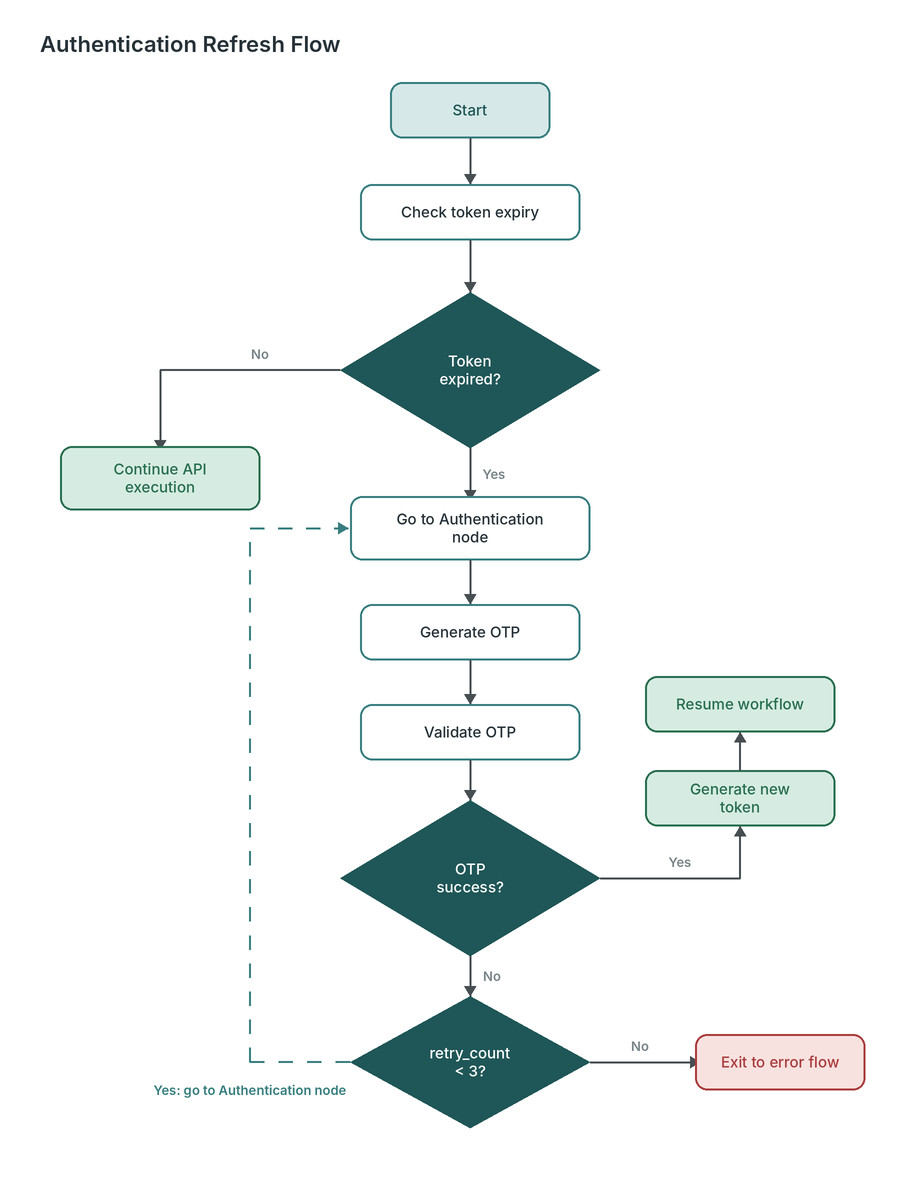 Authentication Refresh Flow
Start
Check token expiry
Token
expired?
No
Continue API
execution
Yes
Go to Authentication
node
Generate OTP
Validate OTP
Resume workflow
Generate new
token
OTP
success?
Yes
No
retry_count
< 3?
No
Exit to error flow
Yes: go to Authentication node